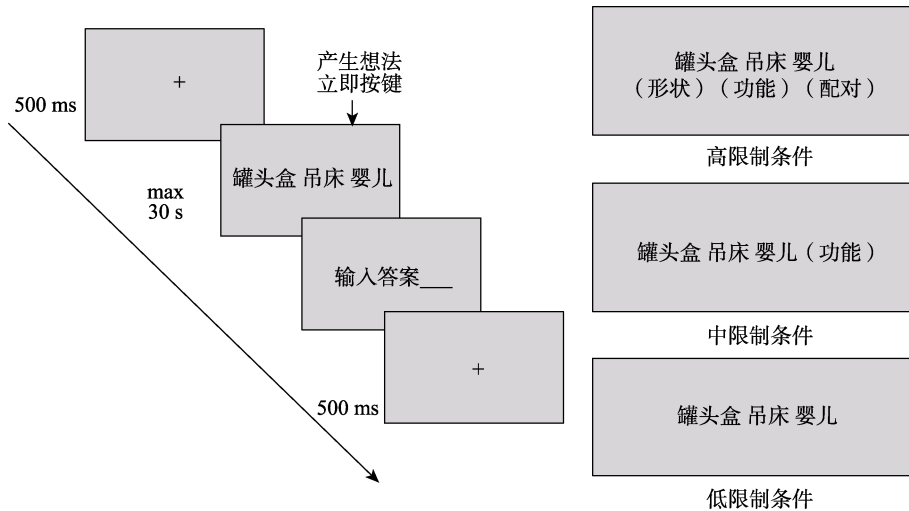 +
500 ms
产生想法
立即按键
罐头盒 吊床 婴儿
max
30 s
输入答案___
+
500 ms
罐头盒 吊床 婴儿
（形状）（功能）（配对）
高限制条件
罐头盒 吊床 婴儿（功能）
中限制条件
罐头盒 吊床 婴儿
低限制条件